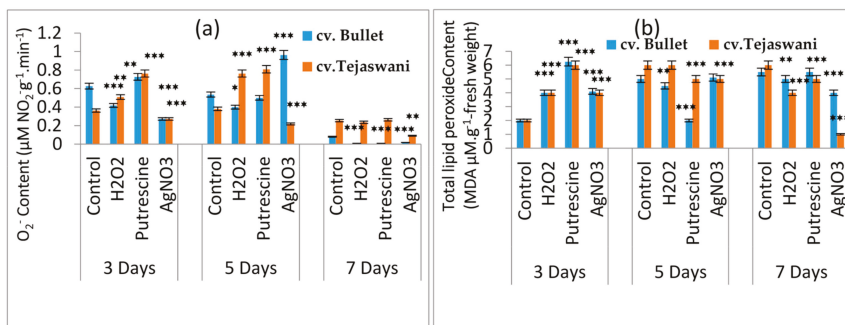 (a)
cv. Bullet
cv.Tejaswani
O2- Content (µM NO2·g-1.min-1)
1.2
1
0.8
0.6
0.4
0.2
0
** *** *** *** ***
** ** *** ***
*** * *** **
*** *** ***
Control
H2O2
Putrescine
AgNO3
Control
H2O2
Putrescine
AgNO3
Control
H2O2
Putrescine
AgNO3
3 Days
5 Days
7 Days
(b)
cv. Bullet
cv.Tejaswani
Total lipid peroxideContent
(MDA µM.g-1-fresh weight)
7
6
5
4
2
1
0
*** *** *** ** ***
*** *** *** ** *** *** ***
*** *** *** ***
Control
H2O2
Putrescine
AgNO3
Control
H2O2
Putrescine
AgNO3
Control
H2O2
Putrescine
AgNO3
3 Days
5 Days
7 Days